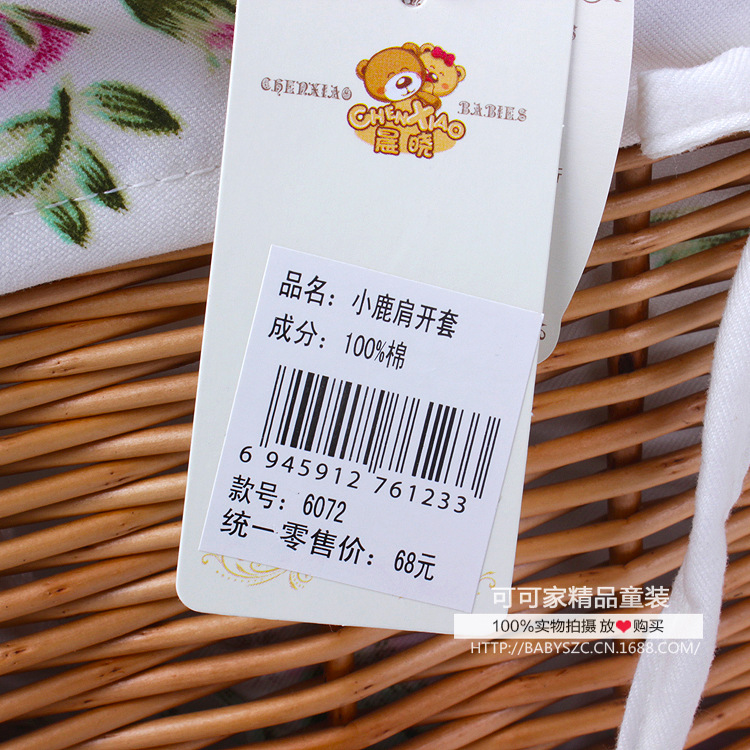 CHENXIAO
BABIES
CHENXIAO
晨晓
品名：小鹿肩开套
成分：100%棉
6 945912 761233
款号：6072
统一零售价：68元
可可家精品童装
100%实物拍摄 放❤购买
HTTP://BABYSZC.CN.1688.COM/